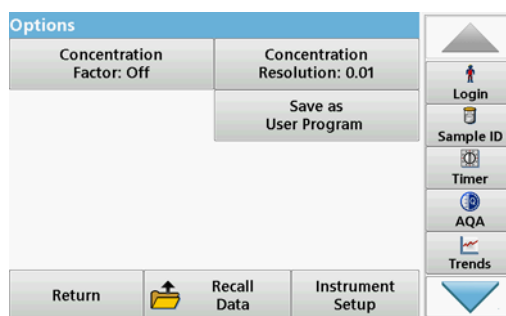 Options
Concentration
Factor: Off
Concentration
Resolution: 0.01
Save as
User Program
Login
Sample ID
Timer
AQA
Trends
Return
Recall
Data
Instrument
Setup